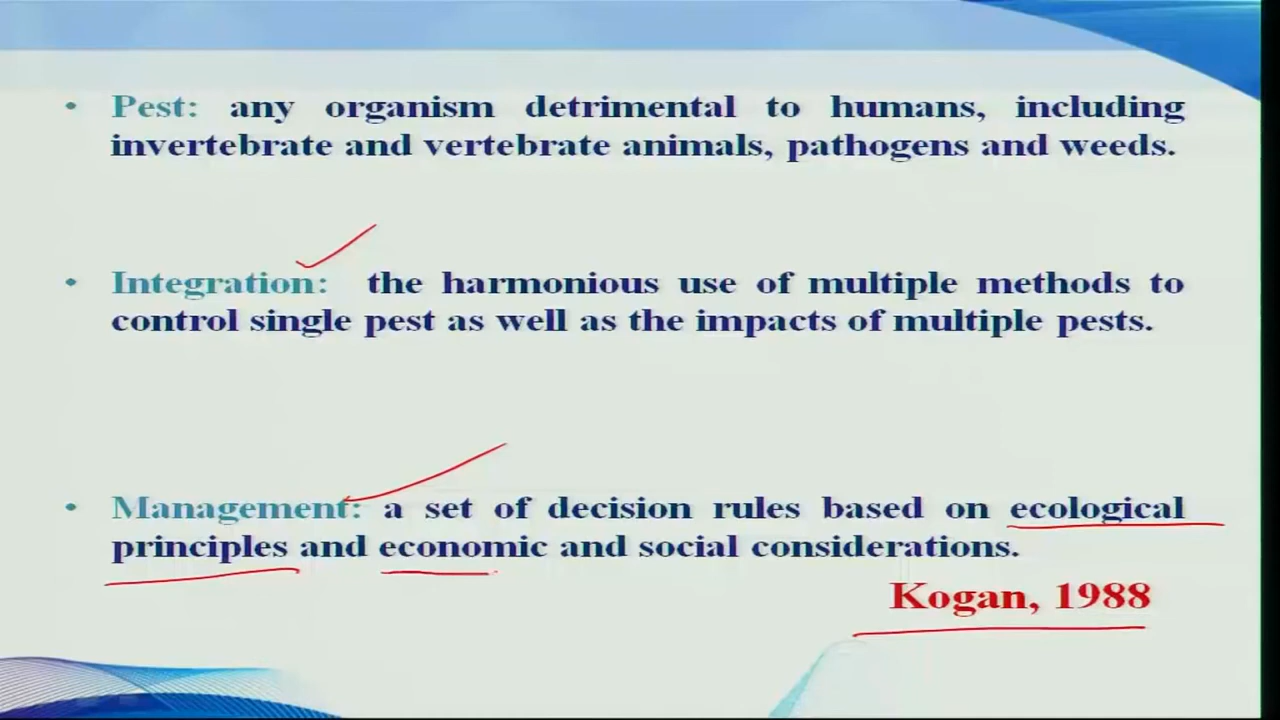 • Pest: any organism detrimental to humans, including
invertebrate and vertebrate animals, pathogens and weeds.
• Integration: the harmonious use of multiple methods to
control single pest as well as the impacts of multiple pests.
• Management: a set of decision rules based on ecological
principles and economic and social considerations.
Kogan, 1988